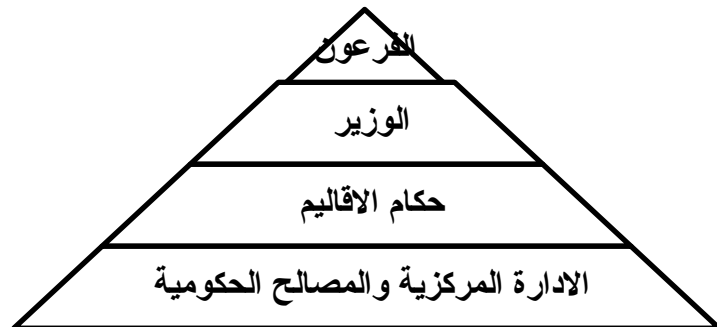 الفرعون
الوزير
حكام الاقاليم
الادارة المركزية والمصالح الحكومية